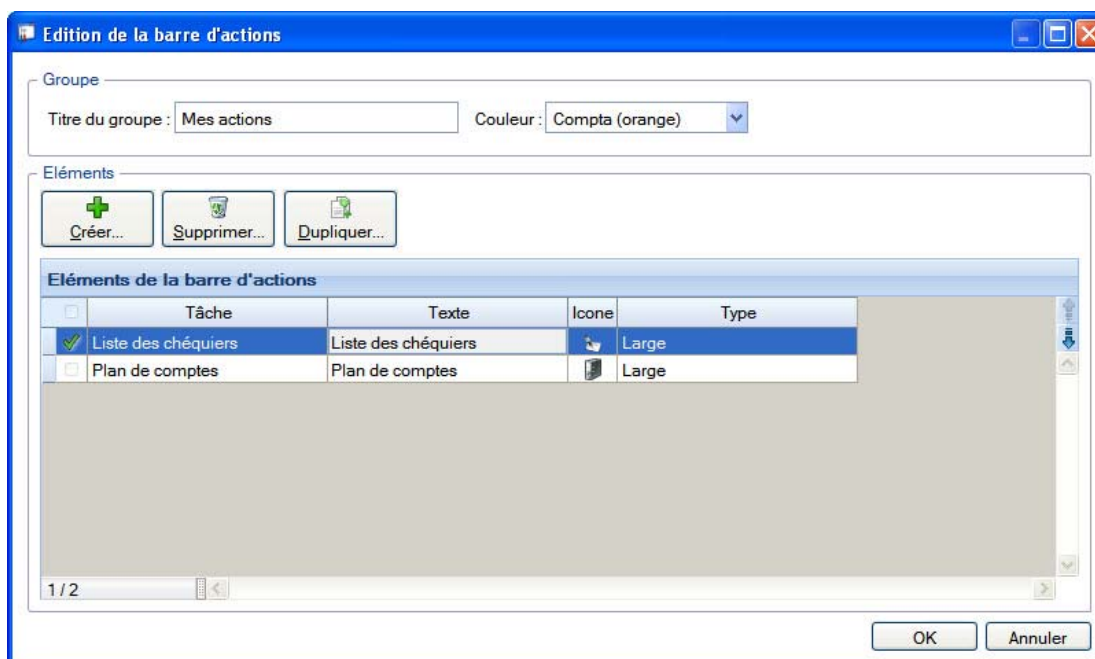 Edition de la barre d'actions
Groupe
Titre du groupe : Mes actions Couleur : Compta (orange)
Eléments
Créer... Supprimer... Dupliquer...
Eléments de la barre d'actions
Tâche Texte Icone Type
Liste des chéquiers Liste des chéquiers Large
Plan de comptes Plan de comptes Large
1 / 2
OK Annuler